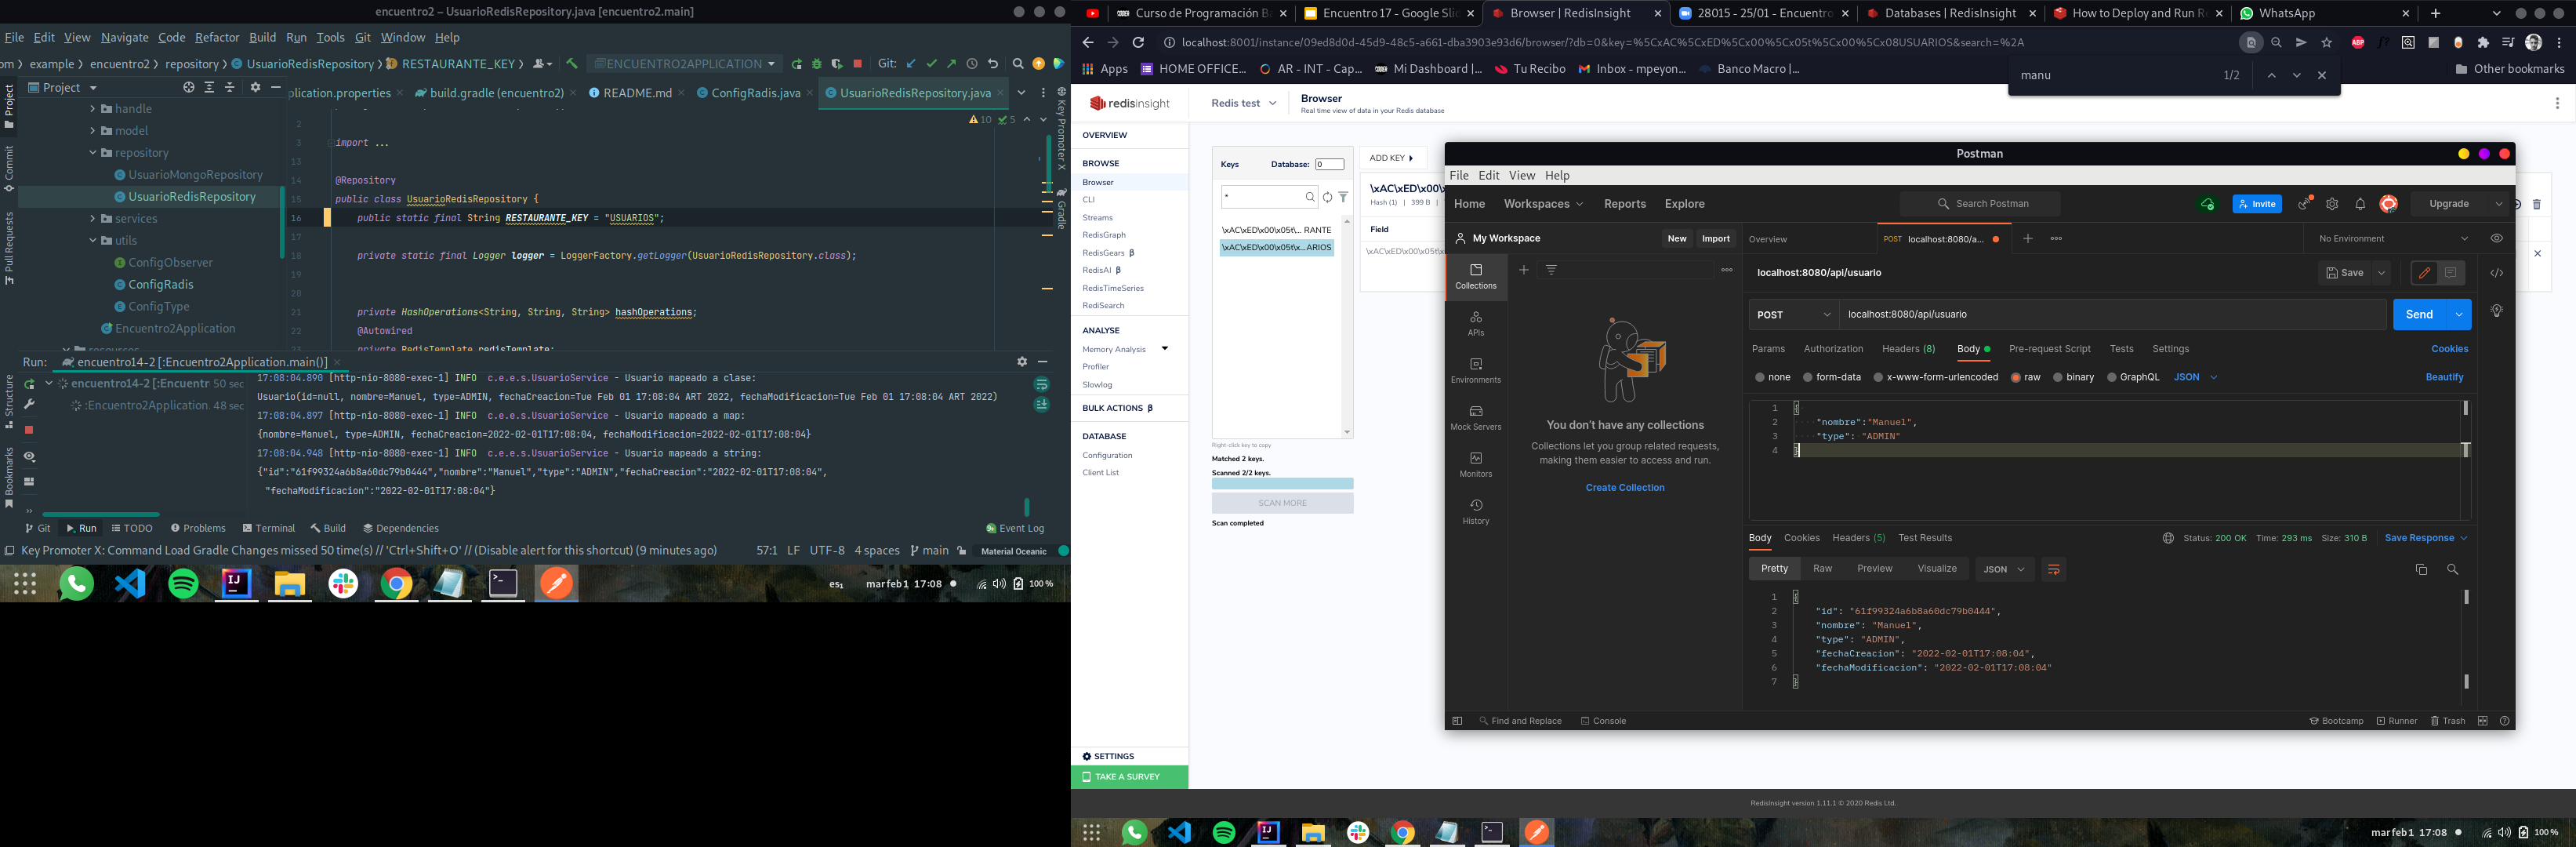 encuentro2 – UsuarioRedisRepository.java [encuentro2.main]
File Edit View Navigate Code Refactor Build Run Tools Git Window Help
om example encuentro2 repository UsuarioRedisRepository RESTAURANTE_KEY ENCUENTRO2APPLICATION Git:
Project
plication.properties build.gradle (encuentro2) README.md ConfigRadis.java UsuarioRedisRepository.java
handle
model
repository
UsuarioMongoRepository
UsuarioRedisRepository
services
utils
ConfigObserver
ConfigRadis
ConfigType
Encuentro2Application
Project
Commit
Pull Requests
Structure
Bookmarks
Key Promoter X
Gradle
10 5
2
3 import ...
13
14 @Repository
15 public class UsuarioRedisRepository {
16 public static final String RESTAURANTE_KEY = "USUARIOS";
17
18 private static final Logger logger = LoggerFactory.getLogger(UsuarioRedisRepository.class);
19
20
21 private HashOperations<String, String, String> hashOperations;
22 @Autowired
private RedisTemplate redisTemplate;
Run: encuentro14-2 [:Encuentro2Application.main()]
encuentro14-2 [:Encuentr 50 sec
:Encuentro2Application. 48 sec
17:08:04.890 [http-nio-8080-exec-1] INFO c.e.e.s.UsuarioService - Usuario mapeado a clase:
Usuario(id=null, nombre=Manuel, type=ADMIN, fechaCreacion=Tue Feb 01 17:08:04 ART 2022, fechaModificacion=Tue Feb 01 17:08:04 ART 2022)
17:08:04.897 [http-nio-8080-exec-1] INFO c.e.e.s.UsuarioService - Usuario mapeado a map:
{nombre=Manuel, type=ADMIN, fechaCreacion=2022-02-01T17:08:04, fechaModificacion=2022-02-01T17:08:04}
17:08:04.948 [http-nio-8080-exec-1] INFO c.e.e.s.UsuarioService - Usuario mapeado a string:
{"id":"61f99324a6b8a60dc79b0444","nombre":"Manuel","type":"ADMIN","fechaCreacion":"2022-02-01T17:08:04",
"fechaModificacion":"2022-02-01T17:08:04"}
Git Run TODO Problems Terminal Build Dependencies Event Log
Key Promoter X: Command Load Gradle Changes missed 50 time(s) // 'Ctrl+Shift+O' // (Disable alert for this shortcut) (9 minutes ago) 57:1 LF UTF-8 4 spaces main Material Oceanic
es₁ mar feb 1 17:08 100 %
Curso de Programación B Encuentro 17 - Google Slid Browser | RedisInsight 28015 - 25/01 - Encuentro Databases | RedisInsight How to Deploy and Run R WhatsApp
localhost:8001/instance/09ed8d0d-45d9-48c5-a661-dba3903e93d6/browser/?db=0&key=%5CxAC%5CxED%5Cx00%5Cx05t%5Cx00%5Cx08USUARIOS&search=%2A
Apps HOME OFFICE... AR - INT - Cap... Mi Dashboard |... Tu Recibo Inbox - mpeyon... Banco Macro |... Other bookmarks
manu 1/2
redisinsight
Redis test
Browser
Real time view of data in your Redis database
OVERVIEW
BROWSE
Browser
CLI
Streams
RedisGraph
RedisGears β
RedisAI β
RedisTimeSeries
RediSearch
ANALYSE
Memory Analysis
Profiler
Slowlog
BULK ACTIONS β
DATABASE
Configuration
Client List
SETTINGS
TAKE A SURVEY
Keys Database: 0
*
\xAC\xED\x00\x05t\... RANTE
\xAC\xED\x00\x05t\x...ARIOS
Right-click key to copy
Matched 2 keys.
Scanned 2/2 keys.
SCAN MORE
Scan completed
ADD KEY
\xAC\xED\x00\
Hash (1) | 399 B |
Field
\xAC\xED\x00\x05t\x
RedisInsight version 1.11.1 © 2020 Redis Ltd.
Postman
File Edit View Help
Home Workspaces Reports Explore Search Postman Invite Upgrade
My Workspace New Import
Overview POST localhost:8080/a... No Environment
Collections
APIs
Environments
Mock Servers
Monitors
History
You don't have any collections
Collections let you group related requests,
making them easier to access and run.
Create Collection
localhost:8080/api/usuario Save
POST localhost:8080/api/usuario Send
Params Authorization Headers (8) Body Pre-request Script Tests Settings Cookies
none form-data x-www-form-urlencoded raw binary GraphQL JSON Beautify
1 {
2 "nombre":"Manuel",
3 "type": "ADMIN"
4 }
Body Cookies Headers (5) Test Results Status: 200 OK Time: 293 ms Size: 310 B Save Response
Pretty Raw Preview Visualize JSON
1 {
2 "id": "61f99324a6b8a60dc79b0444",
3 "nombre": "Manuel",
4 "type": "ADMIN",
5 "fechaCreacion": "2022-02-01T17:08:04",
6 "fechaModificacion": "2022-02-01T17:08:04"
7 }
Find and Replace Console Bootcamp Runner Trash
mar feb 1 17:08 100 %